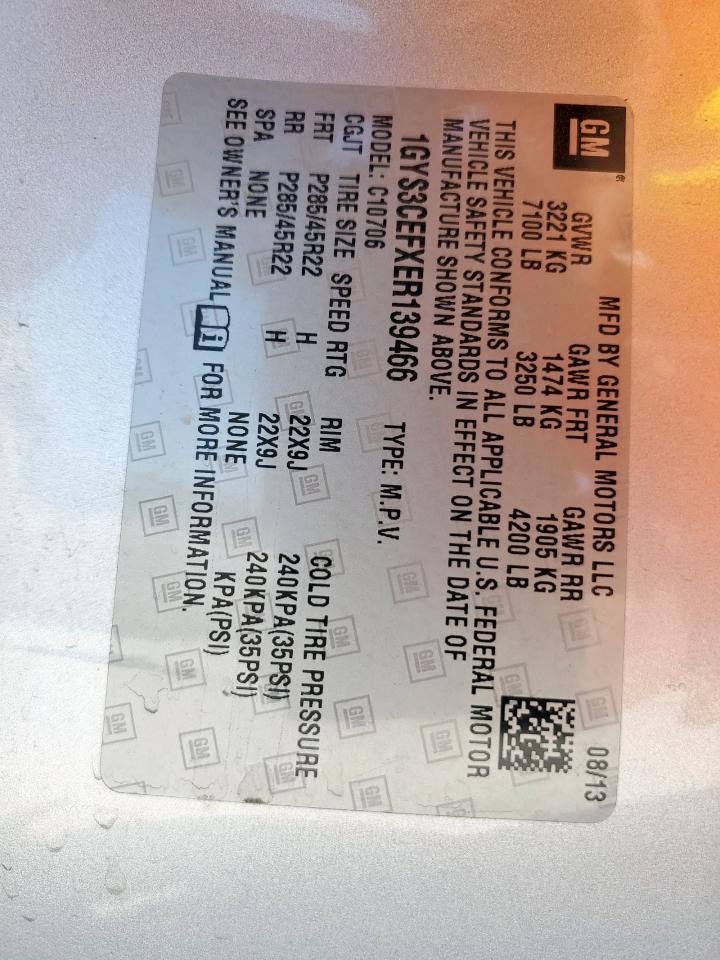 GM
MFD BY GENERAL MOTORS LLC 08/13
GVWR GAWR FRT GAWR RR
3221 KG 1474 KG 1905 KG
7100 LB 3250 LB 4200 LB
THIS VEHICLE CONFORMS TO ALL APPLICABLE U.S. FEDERAL MOTOR
VEHICLE SAFETY STANDARDS IN EFFECT ON THE DATE OF
MANUFACTURE SHOWN ABOVE.
1GYS3CEFXER139466 TYPE: M.P.V.
MODEL: C10706
CGJT TIRE SIZE SPEED RTG RIM COLD TIRE PRESSURE
FRT P285/45R22 H 22X9J 240KPA(35PSI)
RR P285/45R22 H 22X9J 240KPA(35PSI)
SPA NONE NONE KPA(PSI)
SEE OWNER'S MANUAL FOR MORE INFORMATION.